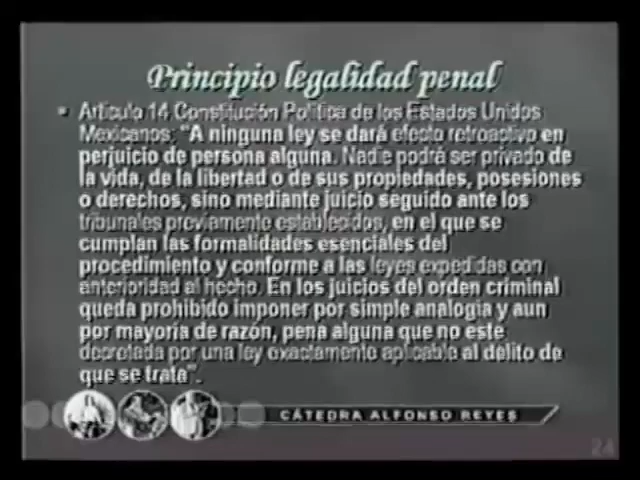 Principio legalidad penal
Artículo 14 Constitución Política de los Estados Unidos
Mexicanos: "A ninguna ley se dará efecto retroactivo en
perjuicio de persona alguna. Nadie podrá ser privado de
la vida, de la libertad o de sus propiedades, posesiones
o derechos, sino mediante juicio seguido ante los
tribunales previamente establecidos, en el que se
cumplan las formalidades esenciales del
procedimiento y conforme a las leyes expedidas con
anterioridad al hecho. En los juicios del orden criminal
queda prohibido imponer por simple analogía y aun
por mayoría de razón, pena alguna que no este
decretada por una ley exactamente aplicable al delito de
que se trata".
CÁTEDRA ALFONSO REYES
24